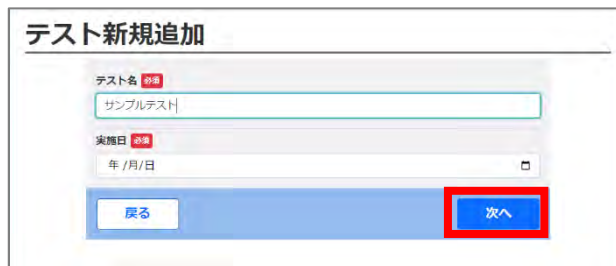 テスト新規追加
テスト名 必須
サンプルテスト
実施日 必須
年 /月/日
戻る 次へ